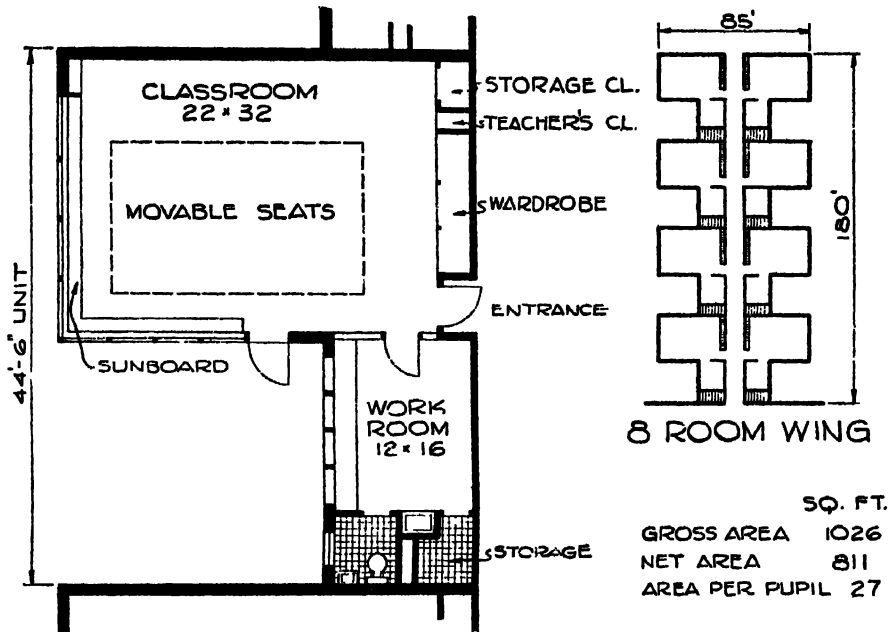 85'
CLASSROOM
22 x 32
STORAGE CL.
TEACHER'S CL.
MOVABLE SEATS
WARDROBE
180'
44'-6" UNIT
ENTRANCE
SUNBOARD
WORK
ROOM
12 x 16
8 ROOM WING
STORAGE
SQ. FT.
GROSS AREA 1026
NET AREA 811
AREA PER PUPIL 27